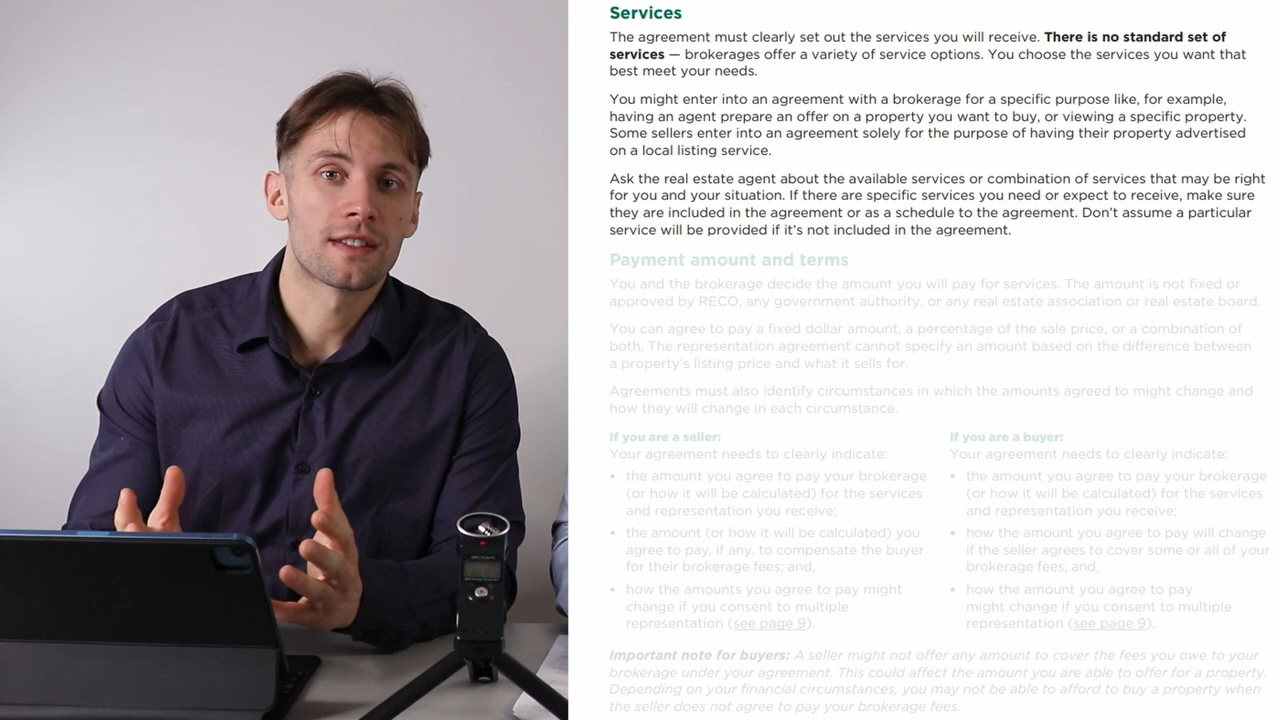 Services
The agreement must clearly set out the services you will receive. There is no standard set of
services — brokerages offer a variety of service options. You choose the services you want that
best meet your needs.
You might enter into an agreement with a brokerage for a specific purpose like, for example,
having an agent prepare an offer on a property you want to buy, or viewing a specific property.
Some sellers enter into an agreement solely for the purpose of having their property advertised
on a local listing service.
Ask the real estate agent about the available services or combination of services that may be right
for you and your situation. If there are specific services you need or expect to receive, make sure
they are included in the agreement or as a schedule to the agreement. Don’t assume a particular
service will be provided if it’s not included in the agreement.
Payment amount and terms
You and the brokerage decide the amount you will pay for services. The amount is not fixed or
approved by RECO, any government authority, or any real estate association or real estate board.
You can agree to pay a fixed dollar amount, a percentage of the sale price, or a combination of
both. The representation agreement cannot specify an amount based on the difference between
a property’s listing price and what it sells for.
Agreements must also identify circumstances in which the amounts agreed to might change and
how they will change in each circumstance.
If you are a seller:
Your agreement needs to clearly indicate:
• the amount you agree to pay your brokerage
(or how it will be calculated) for the services
and representation you receive;
• the amount (or how it will be calculated) you
agree to pay, if any, to compensate the buyer
for their brokerage fees; and,
• how the amounts you agree to pay might
change if you consent to multiple
representation (see page 9).
If you are a buyer:
Your agreement needs to clearly indicate:
• the amount you agree to pay your brokerage
(or how it will be calculated) for the services
and representation you receive;
• how the amount you agree to pay will change
if the seller agrees to cover some or all of your
brokerage fees; and,
• how the amount you agree to pay
might change if you consent to multiple
representation (see page 9).
Important note for buyers: A seller might not offer any amount to cover the fees you owe to your
brokerage under your agreement. This could affect the amount you are able to offer for a property.
Depending on your financial circumstances, you may not be able to afford to buy a property when
the seller does not agree to pay your brokerage fees.